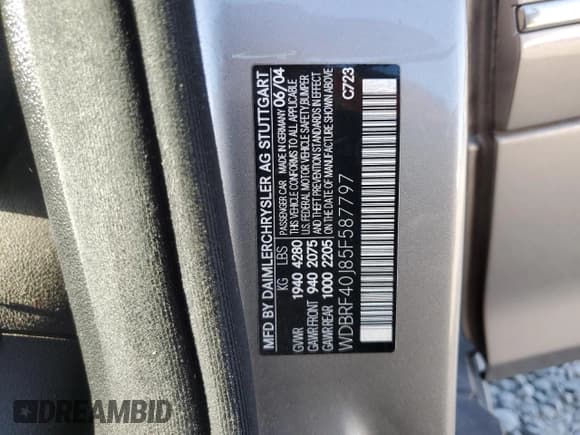 MFD BY DAIMLERCHRYSLER AG STUTTGART
PASSENGER CAR MADE IN GERMANY 06/04
KG LBS
THIS VEHICLE CONFORMS TO ALL APPLICABLE
GVWR 1940 4280
U.S. FEDERAL MOTOR VEHICLE SAFETY, BUMPER
GAWR FRONT 940 2075
AND THEFT PREVENTION STANDARDS IN EFFECT
GAWR REAR 1000 2205
ON THE DATE OF MANUFACTURE SHOWN ABOVE
WDBRF40J85F587797
C723
DREAMBID